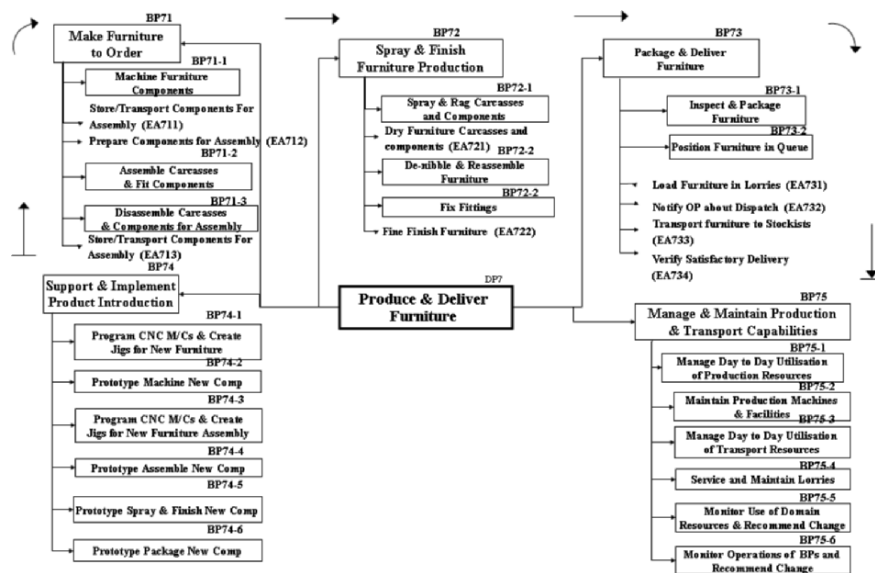 BP71
Make Furniture
to Order
BP71-1
Machine Furniture
Components
Store/Transport Components For
Assembly (EA711)
Prepare Components for Assembly (EA712)
BP71-2
Assemble Carcasses
& Fit Components
BP71-3
Disassemble Carcasses
& Components for Assembly
Store/Transport Components For
Assembly (EA713)
BP72
Spray & Finish
Furniture Production
BP72-1
Spray & Rag Carcasses
and Components
Dry Furniture Carcasses and
components (EA721)
BP72-2
De-nibble & Reassemble
Furniture
BP72-2
Fix Fittings
Fine Finish Furniture (EA722)
BP73
Package & Deliver
Furniture
BP73-1
Inspect & Package
Furniture
BP73-2
Position Furniture in Queue
Load Furniture in Lorries (EA731)
Notify OP about Dispatch (EA732)
Transport furniture to Stockists
(EA733)
Verify Satisfactory Delivery
(EA734)
DP7
Produce & Deliver
Furniture
BP74
Support & Implement
Product Introduction
BP74-1
Program CNC M/Cs & Create
Jigs for New Furniture
BP74-2
Prototype Machine New Comp
BP74-3
Program CNC M/Cs & Create
Jigs for New Furniture Assembly
BP74-4
Prototype Assemble New Comp
BP74-5
Prototype Spray & Finish New Comp
BP74-6
Prototype Package New Comp
BP75
Manage & Maintain Production
& Transport Capabilities
BP75-1
Manage Day to Day Utilisation
of Production Resources
BP75-2
Maintain Production Machines
& Facilities
BP75-3
Manage Day to Day Utilisation
of Transport Resources
BP75-4
Service and Maintain Lorries
BP75-5
Monitor Use of Domain
Resources & Recommend Change
BP75-6
Monitor Operations of BPs and
Recommend Change